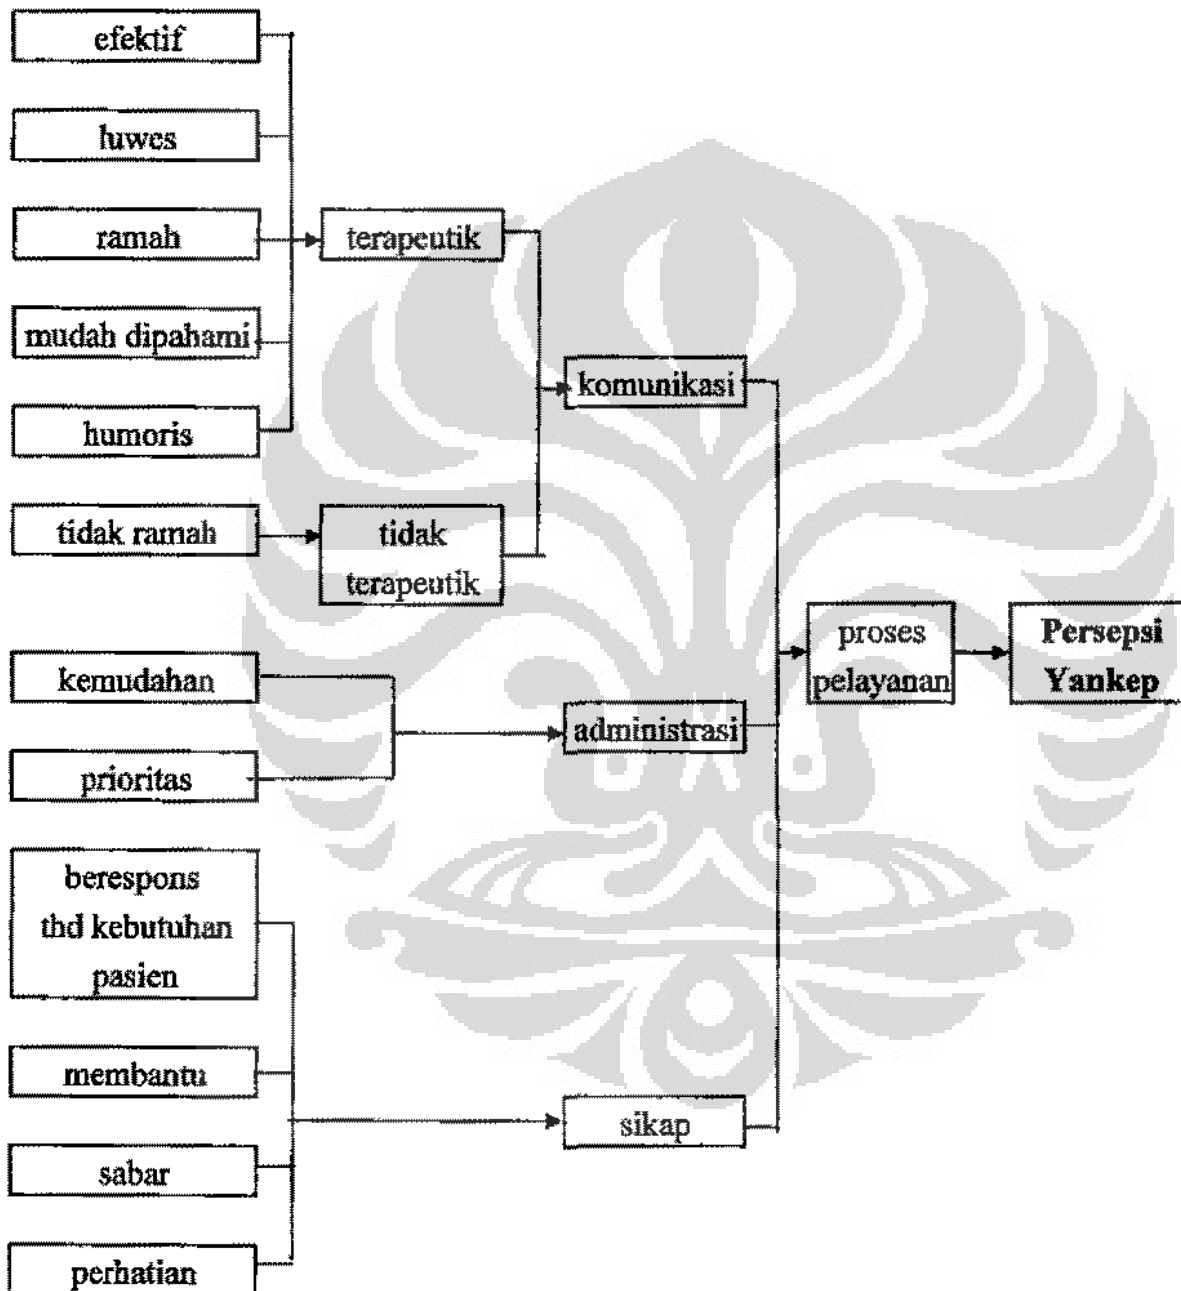 efektif
luwes
ramah
terapeutik
mudah dipahami
komunikasi
humoris
tidak ramah
tidak
terapeutik
proses
pelayanan
Persepsi
Yankep
kemudahan
administrasi
prioritas
berespons
thd kebutuhan
pasien
membantu
sikap
sabar
perhatian